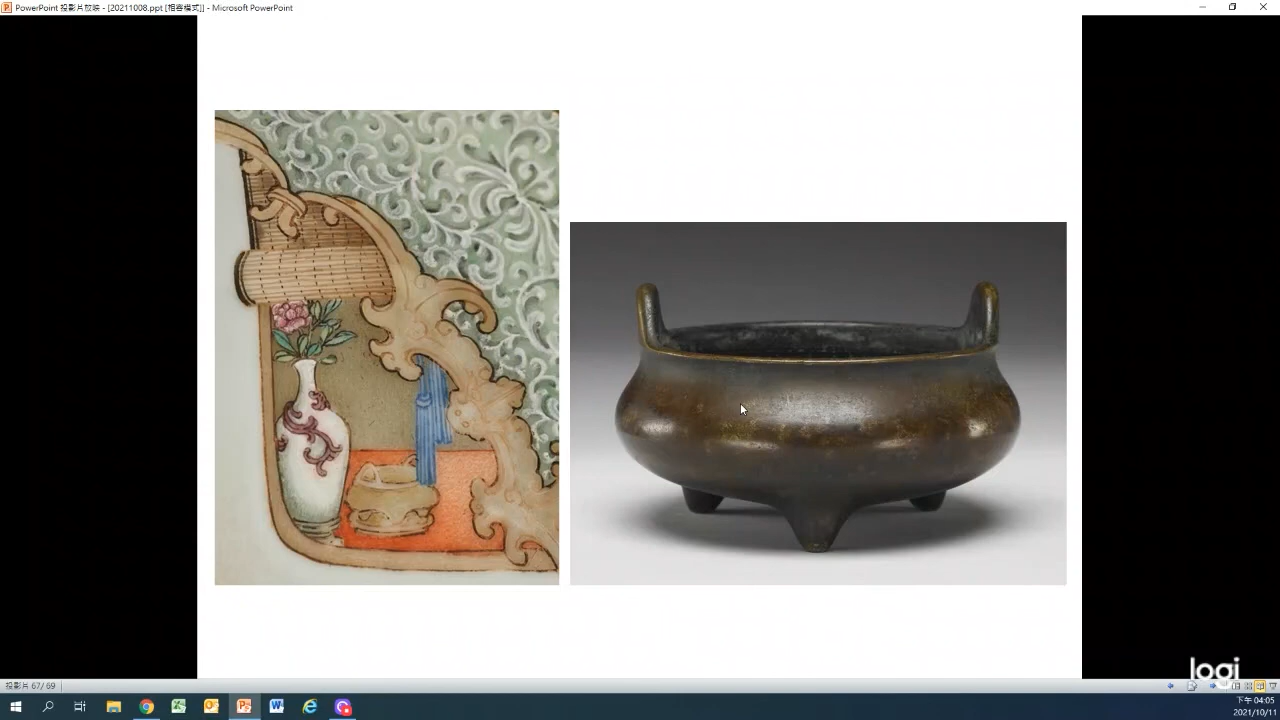 PowerPoint 投影片放映 - [20211008.ppt [相容模式]] - Microsoft PowerPoint
logi
投影片 67/ 69
下午 04:05
2021/10/11